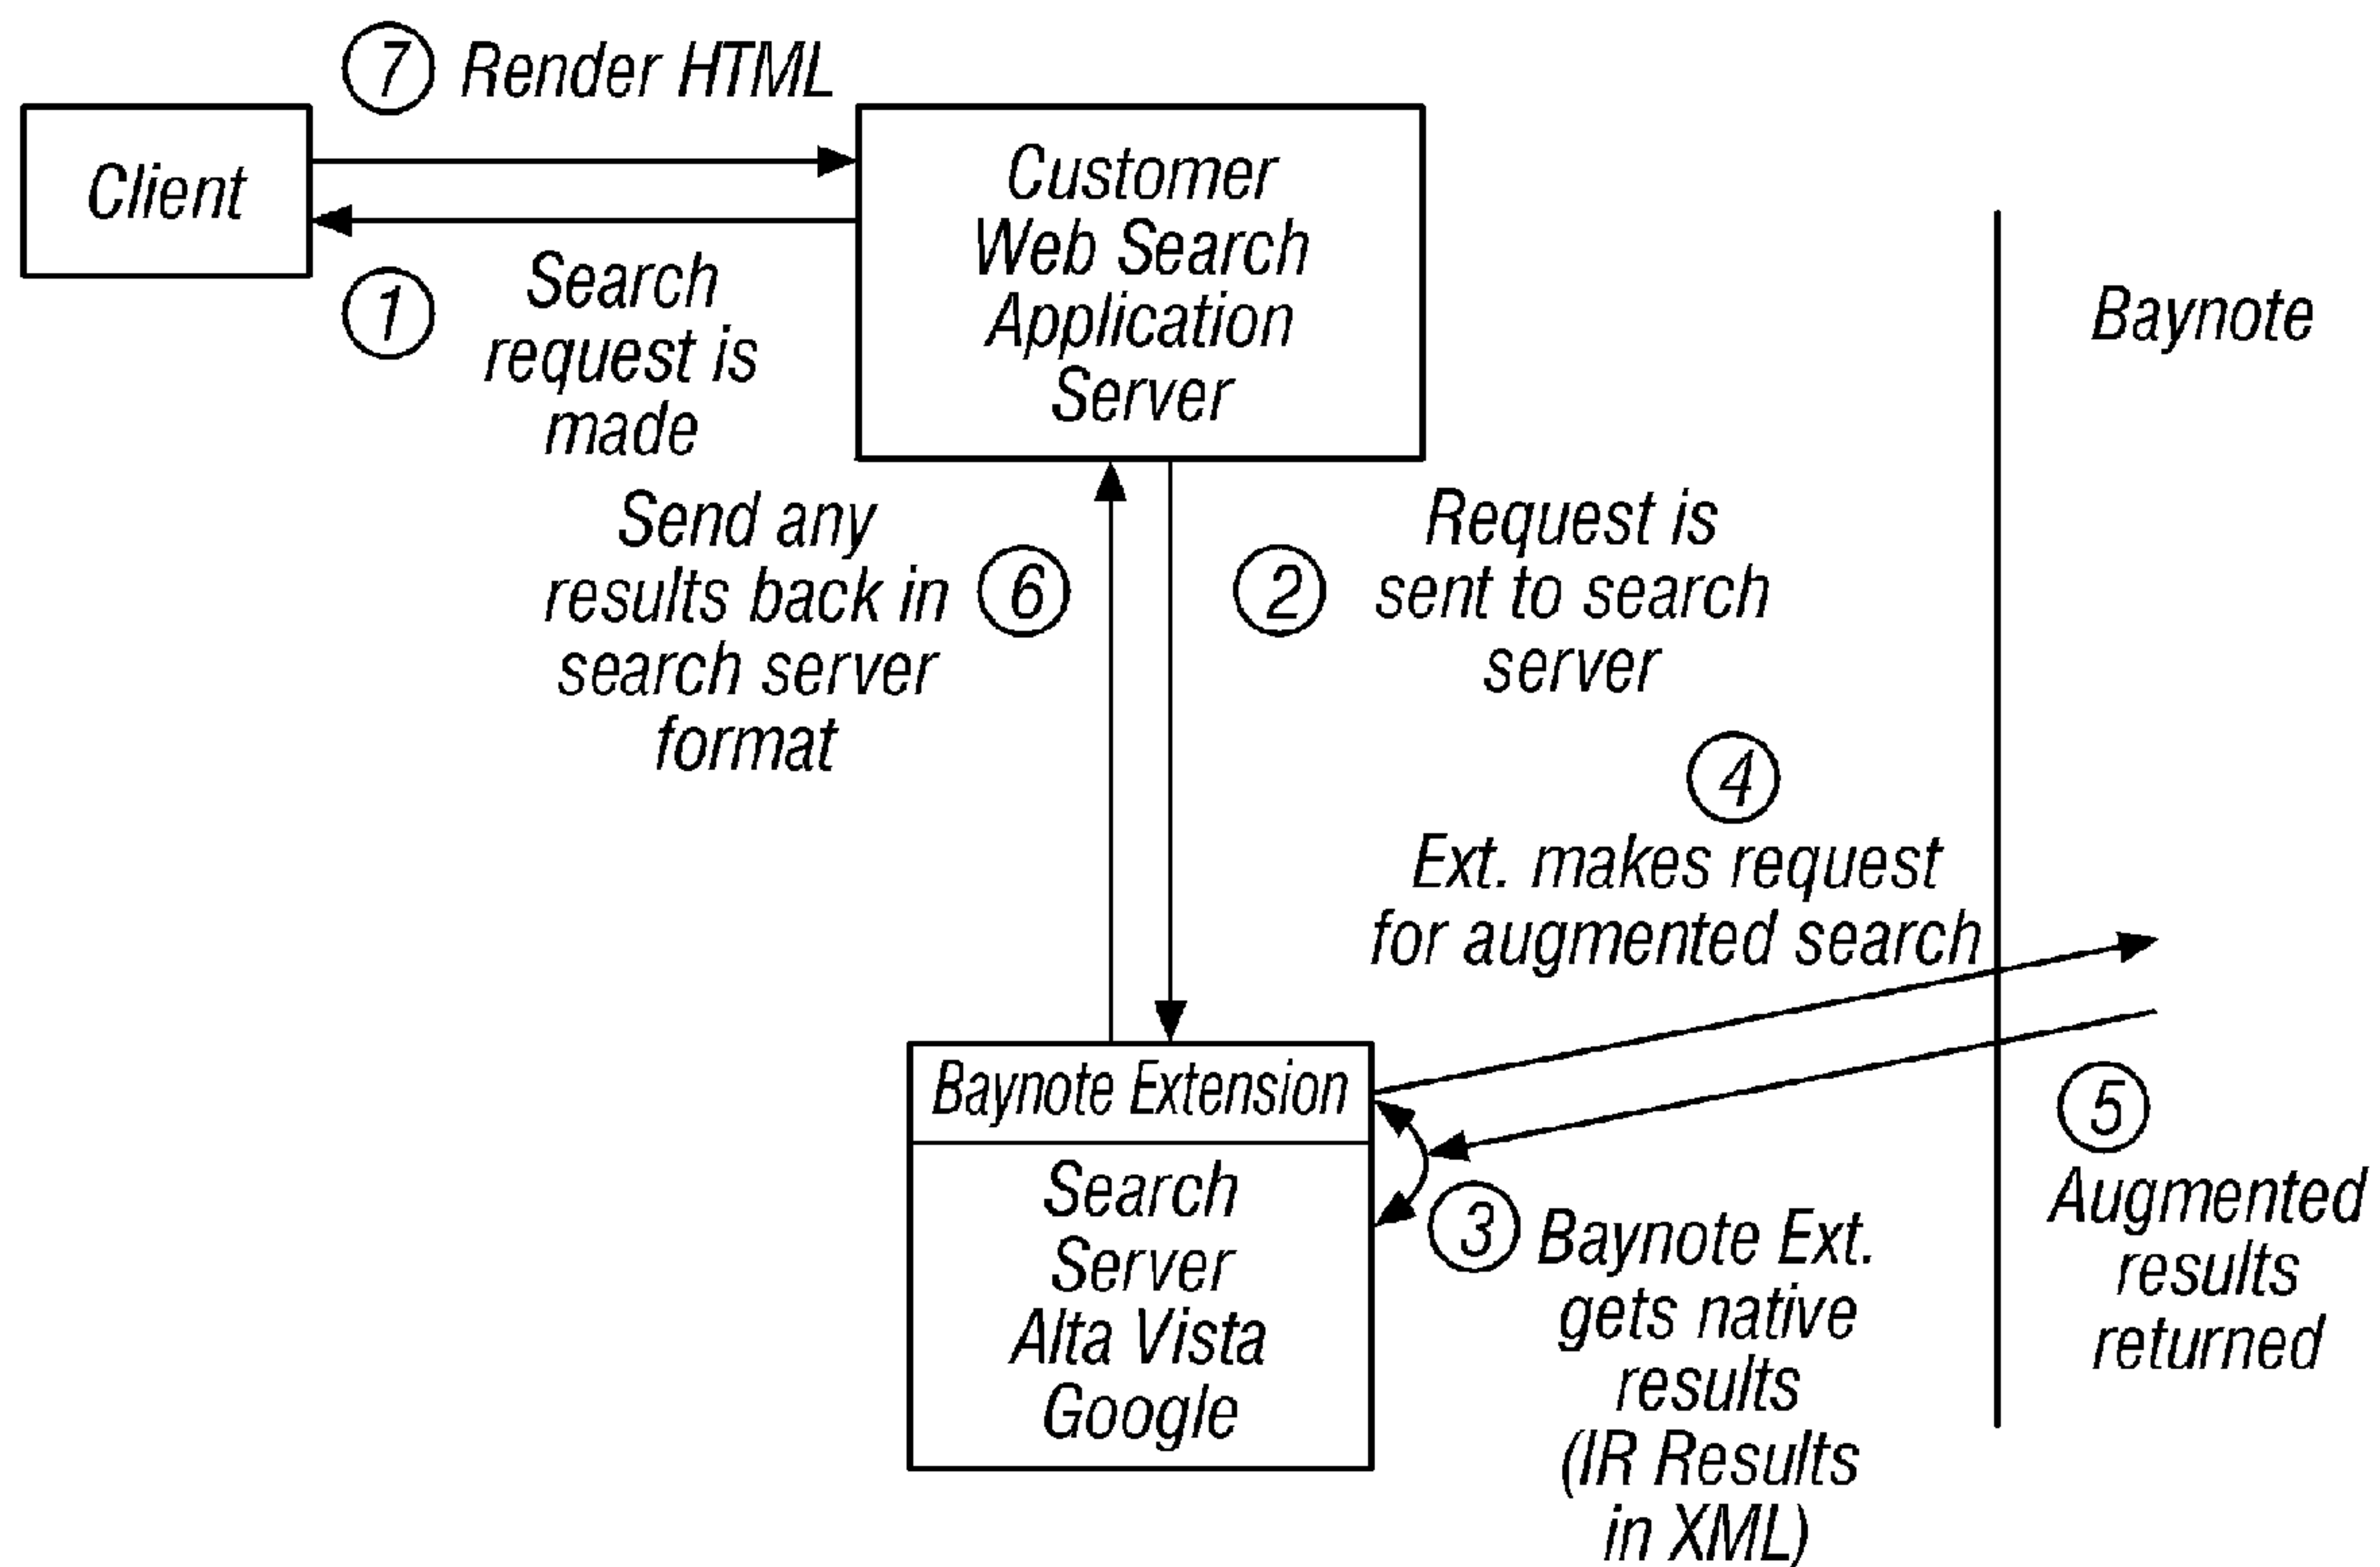 7 Render HTML
Client
Customer
Web Search
Application
Server
1
Search
request is
made
Baynote
Send any
results back in
search server
format
6
2
Request is
sent to search
server
4
Ext. makes request
for augmented search
Baynote Extension
Search
Server
Alta Vista
Google
3
Baynote Ext.
gets native
results
(IR Results
in XML)
5
Augmented
results
returned